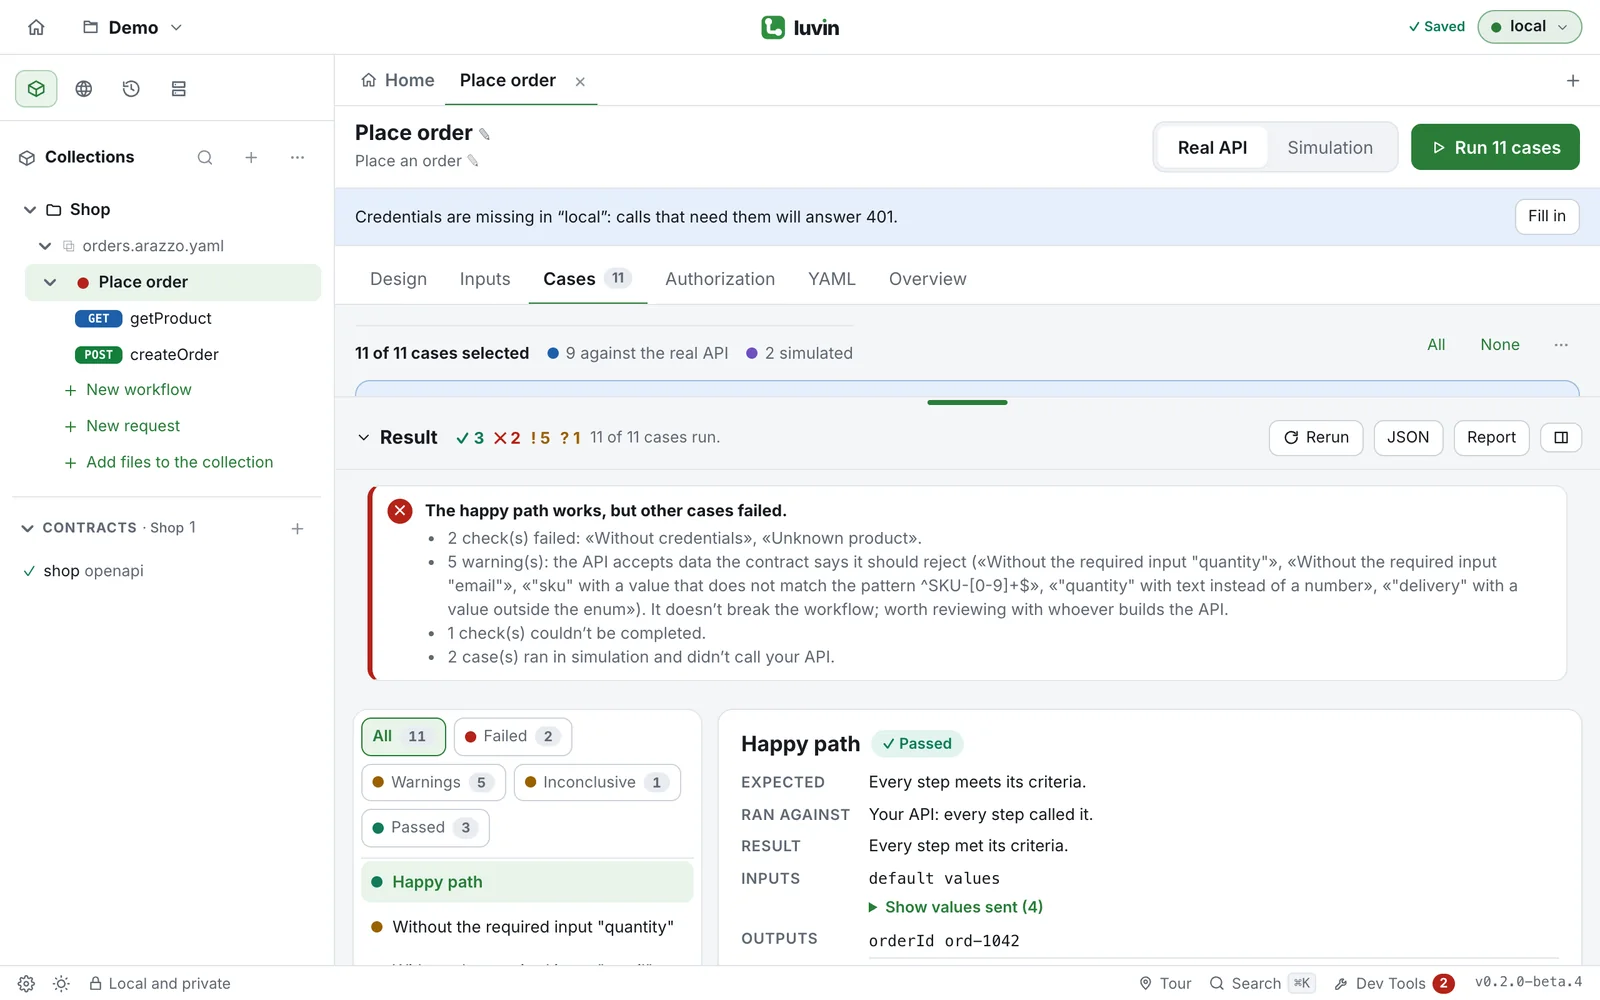 Demo
luvin
Saved
local
Home
Place order
Collections
Place order
Place an order
Real API
Simulation
Run 11 cases
Shop
orders.arazzo.yaml
Place order
GET getProduct
POST createOrder
+ New workflow
+ New request
+ Add files to the collection
CONTRACTS · Shop 1
shop openapi
Credentials are missing in “local”: calls that need them will answer 401.
Fill in
Design
Inputs
Cases 11
Authorization
YAML
Overview
11 of 11 cases selected
9 against the real API
2 simulated
All
None
Result ✓ 3 ✕ 2 ! 5 ? 1 11 of 11 cases run.
Rerun
JSON
Report
The happy path works, but other cases failed.
• 2 check(s) failed: «Without credentials», «Unknown product».
• 5 warning(s): the API accepts data the contract says it should reject («Without the required input "quantity"», «Without the required input
"email"», «"sku" with a value that does not match the pattern ^SKU-[0-9]+$», «"quantity" with text instead of a number», «"delivery" with a
value outside the enum»). It doesn’t break the workflow; worth reviewing with whoever builds the API.
• 1 check(s) couldn’t be completed.
• 2 case(s) ran in simulation and didn’t call your API.
All 11
Failed 2
Warnings 5
Inconclusive 1
Passed 3
Happy path
Without the required input "quantity"
Happy path
Passed
EXPECTED Every step meets its criteria.
RAN AGAINST Your API: every step called it.
RESULT Every step met its criteria.
INPUTS default values
Show values sent (4)
OUTPUTS orderId ord-1042
Local and private
Tour
Search ⌘K
Dev Tools 2
v0.2.0-beta.4